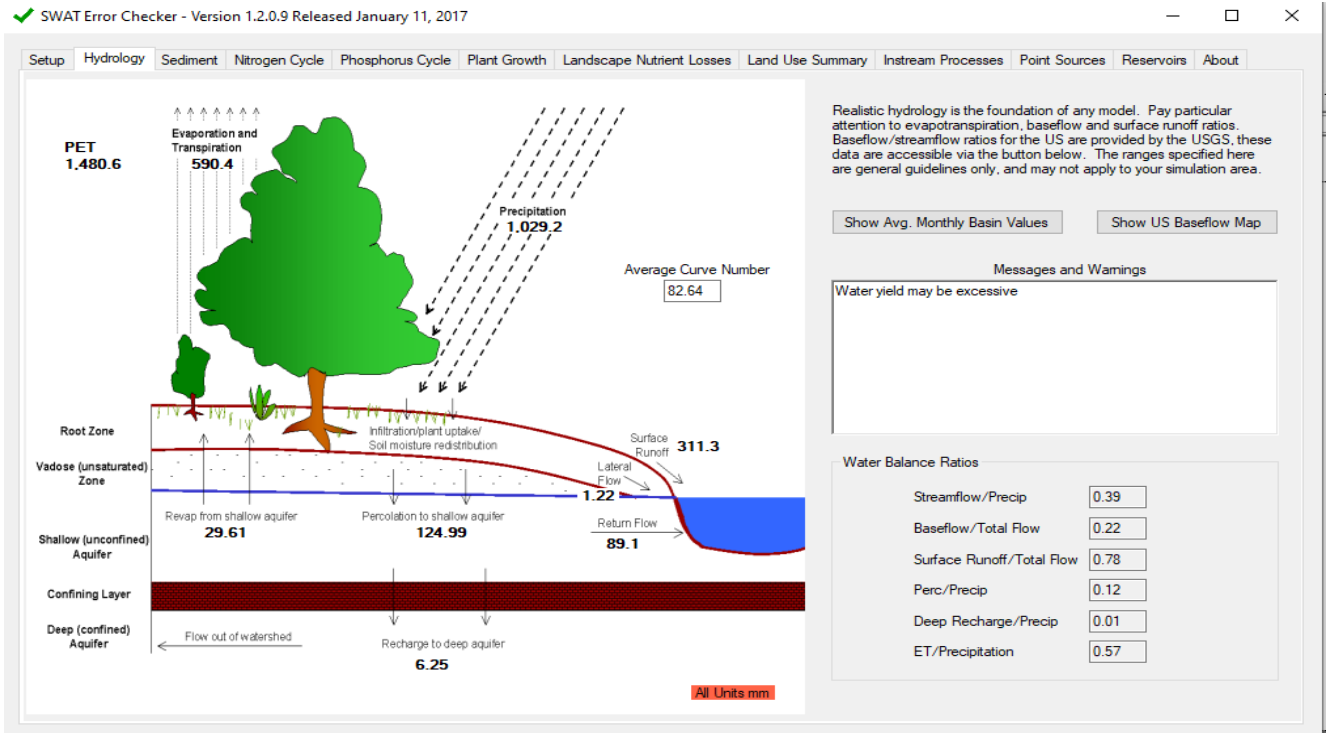 SWAT Error Checker - Version 1.2.0.9 Released January 11, 2017
Setup Hydrology Sediment Nitrogen Cycle Phosphorus Cycle Plant Growth Landscape Nutrient Losses Land Use Summary Instream Processes Point Sources Reservoirs About
PET
1,480.6
Evaporation and
Transpiration
590.4
Precipitation
1,029.2
Average Curve Number
82.64
Root Zone
Infiltration/plant uptake/
Soil moisture redistribution
Surface
Runoff
311.3
Vadose (unsaturated)
Zone
Lateral
Flow
1.22
Revap from shallow aquifer
29.61
Percolation to shallow aquifer
124.99
Return Flow
89.1
Shallow (unconfined)
Aquifer
Confining Layer
Deep (confined)
Aquifer
Flow out of watershed
Recharge to deep aquifer
6.25
All Units mm
Realistic hydrology is the foundation of any model. Pay particular
attention to evapotranspiration, baseflow and surface runoff ratios.
Baseflow/streamflow ratios for the US are provided by the USGS, these
data are accessible via the button below. The ranges specified here
are general guidelines only, and may not apply to your simulation area.
Show Avg. Monthly Basin Values Show US Baseflow Map
Messages and Warnings
Water yield may be excessive
Water Balance Ratios
Streamflow/Precip 0.39
Baseflow/Total Flow 0.22
Surface Runoff/Total Flow 0.78
Perc/Precip 0.12
Deep Recharge/Precip 0.01
ET/Precipitation 0.57